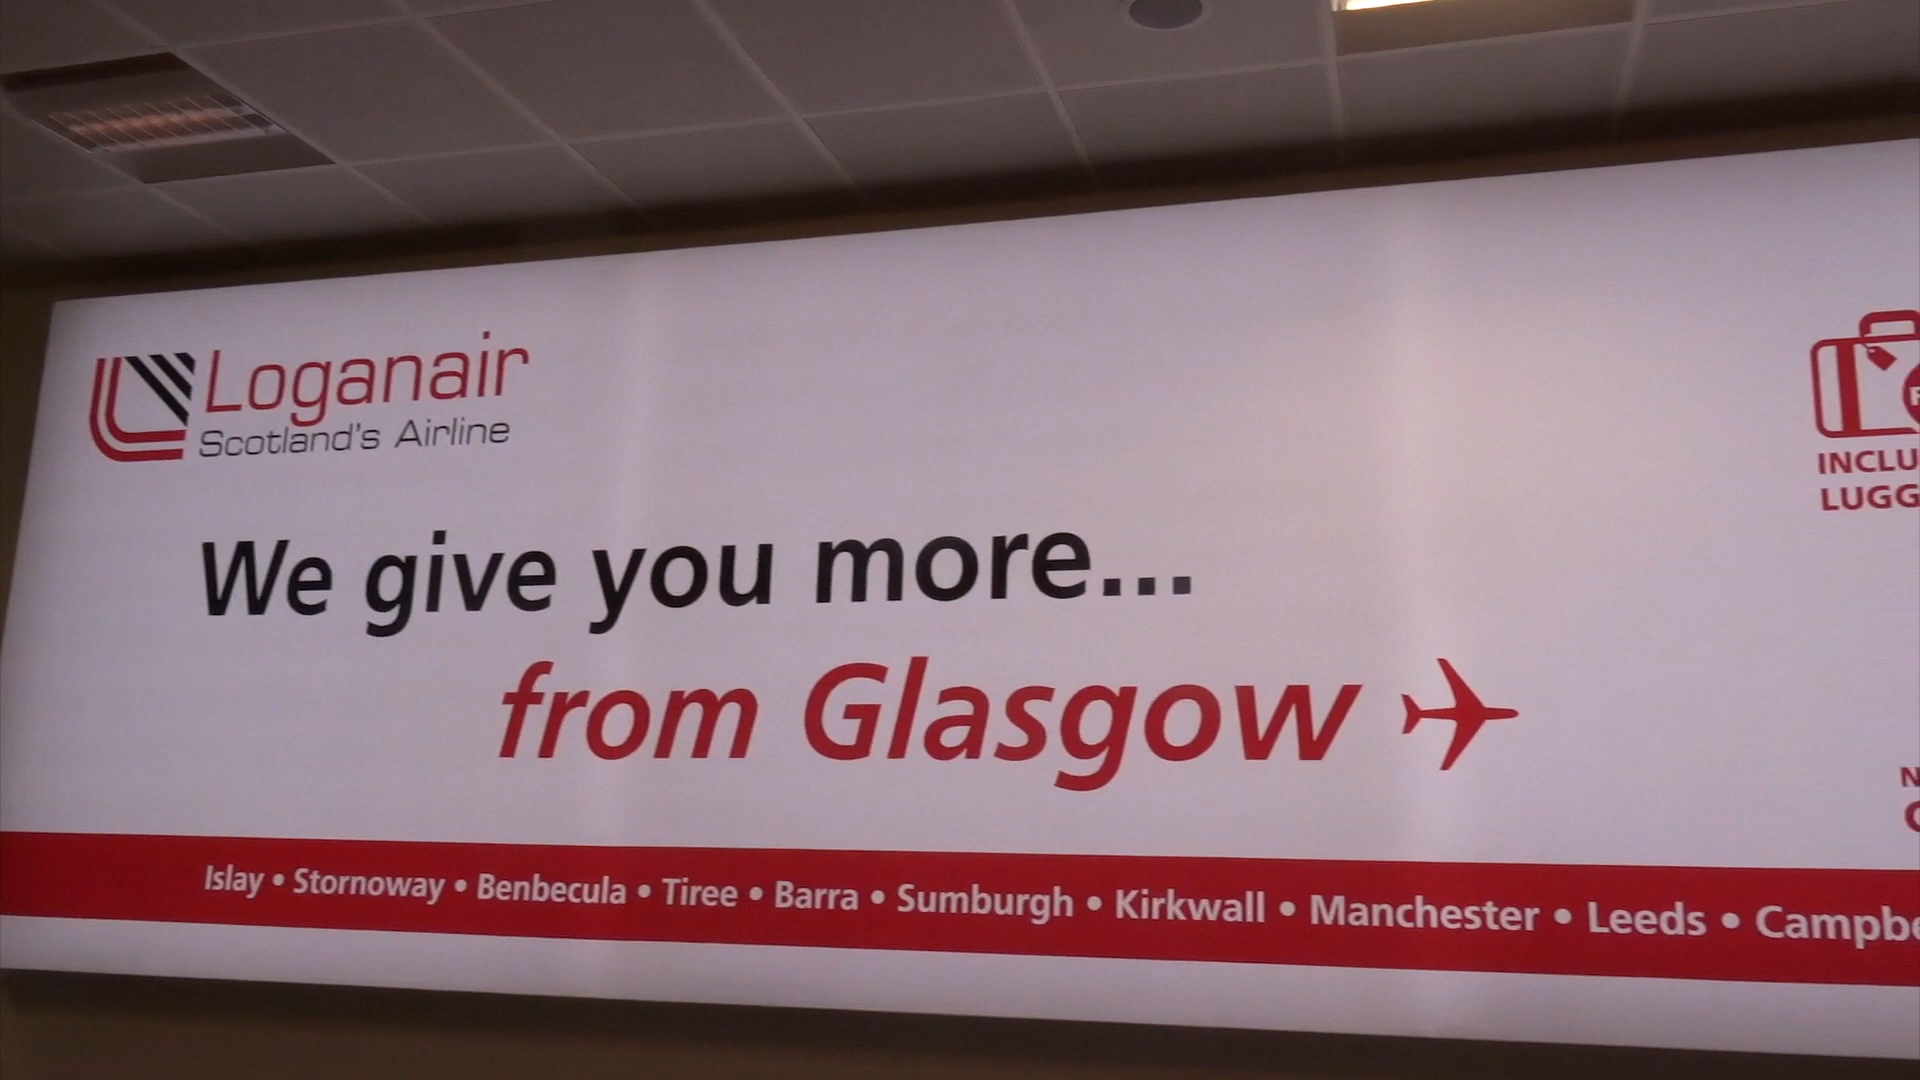 Loganair
Scotland's Airline
We give you more...
from Glasgow
Islay • Stornoway • Benbecula • Tiree • Barra • Sumburgh • Kirkwall • Manchester • Leeds •